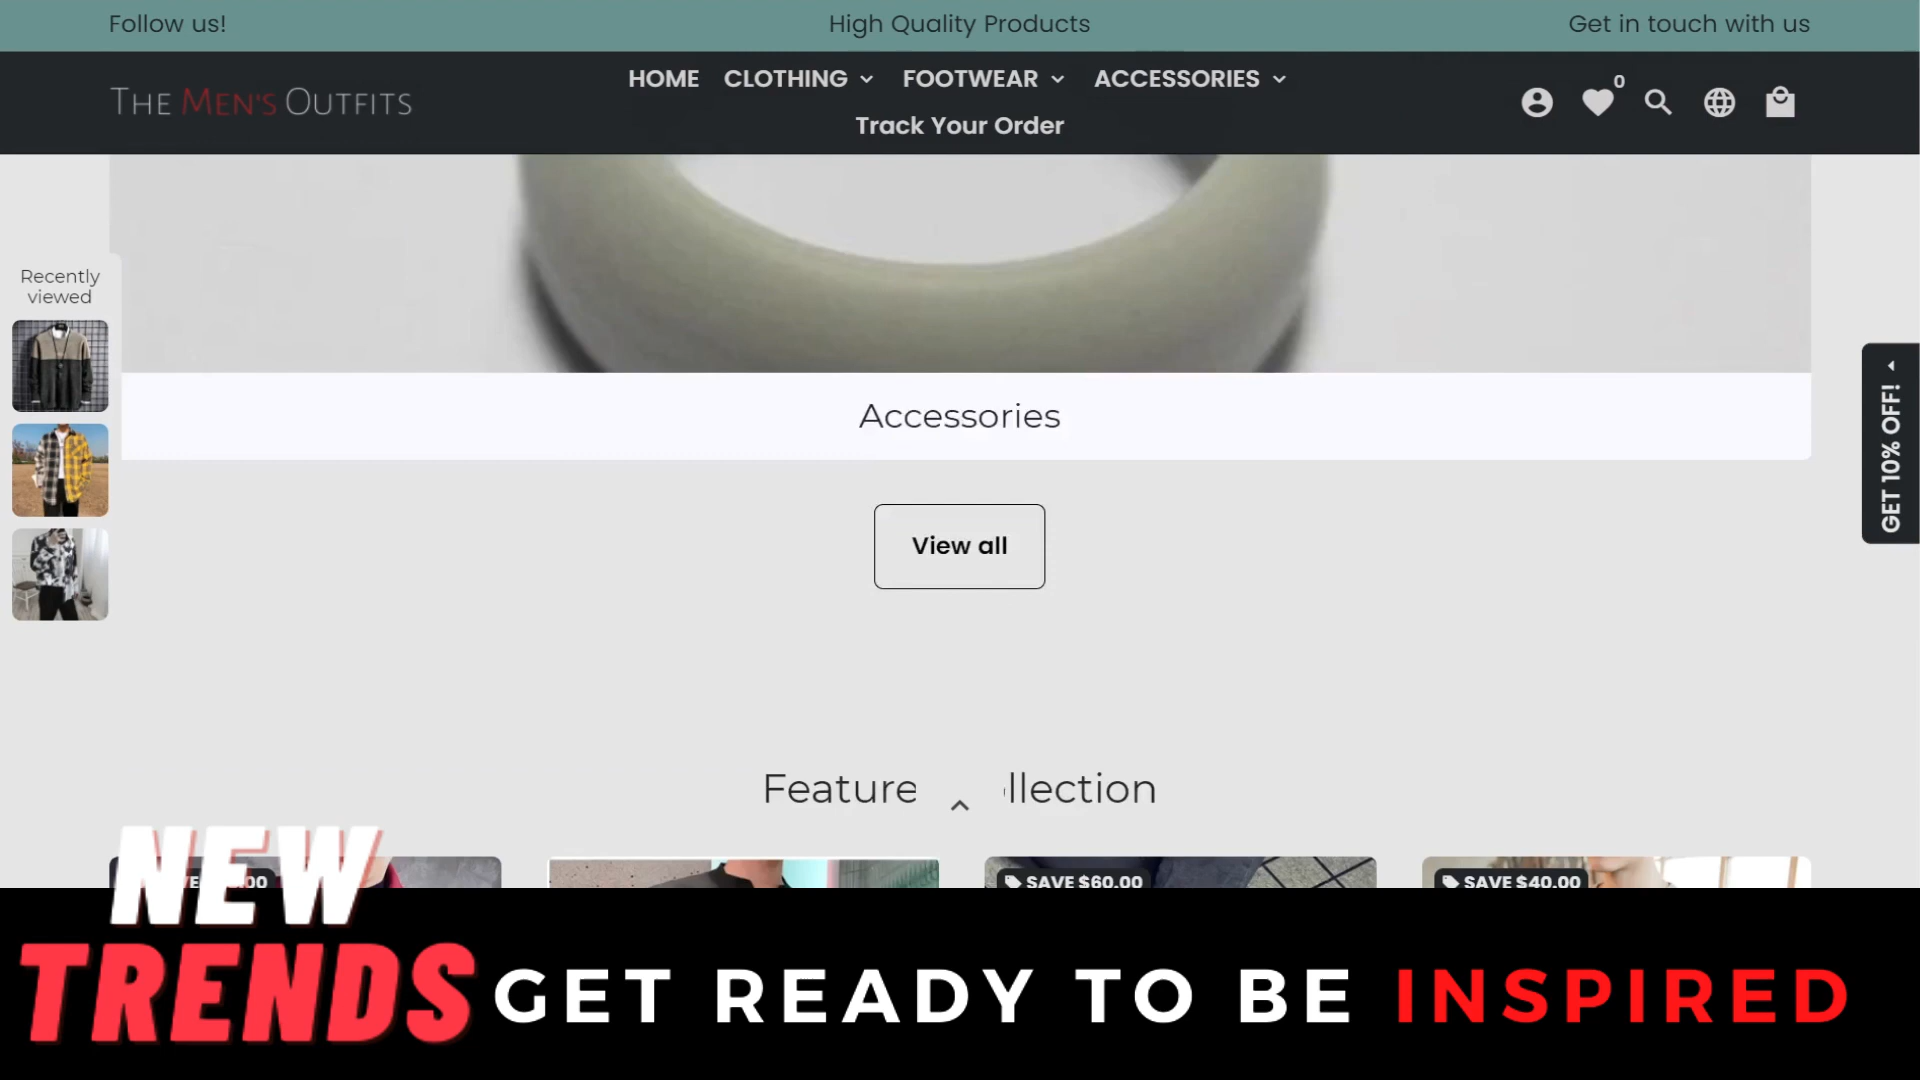 Follow us!
High Quality Products
Get in touch with us
THE MEN'S OUTFITS
HOME CLOTHING FOOTWEAR ACCESSORIES
Track Your Order
0
Recently
viewed
GET 10% OFF!
Accessories
View all
Feature llection
SAVE $60.00
SAVE $40.00
NEW
TRENDS
GET READY TO BE INSPIRED